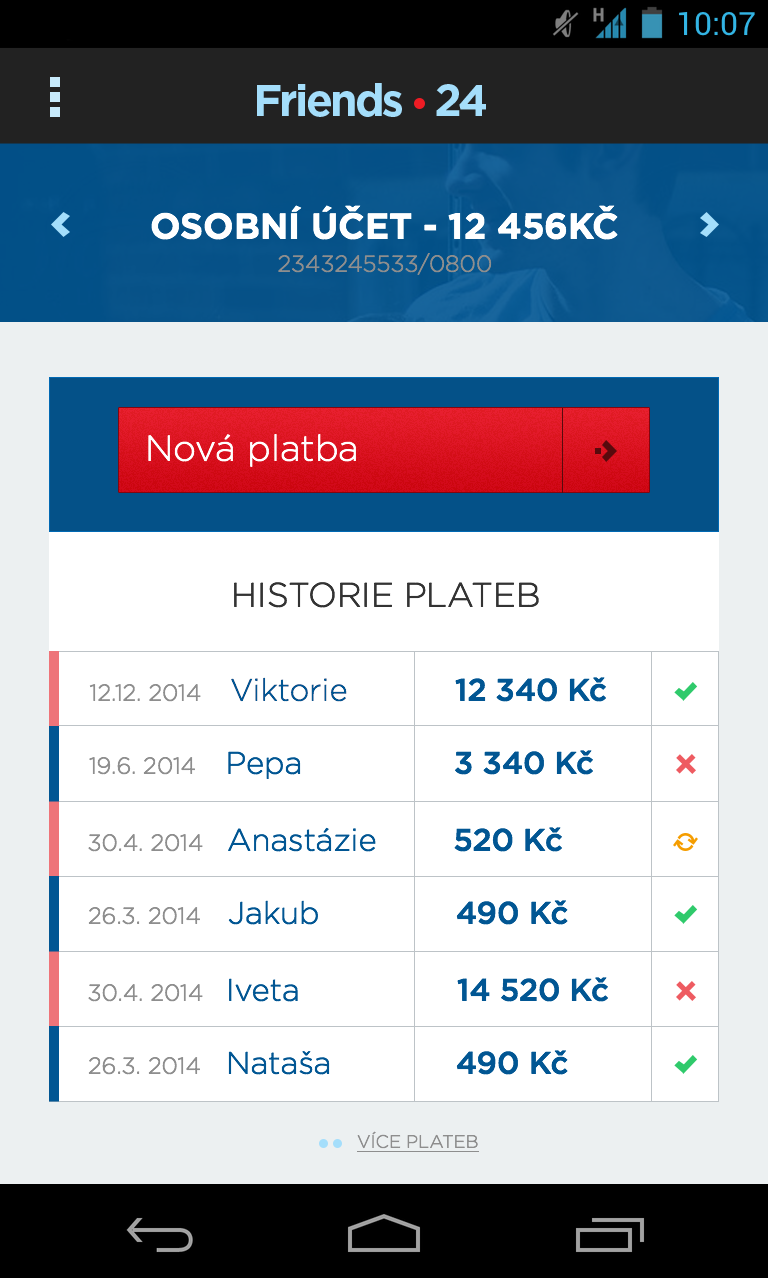 H 10:07
Friends • 24
OSOBNÍ ÚČET - 12 456KČ
2343245533/0800
Nová platba
HISTORIE PLATEB
12.12. 2014 Viktorie 12 340 Kč
19.6. 2014 Pepa 3 340 Kč
30.4. 2014 Anastázie 520 Kč
26.3. 2014 Jakub 490 Kč
30.4. 2014 Iveta 14 520 Kč
26.3. 2014 Nataša 490 Kč
VÍCE PLATEB